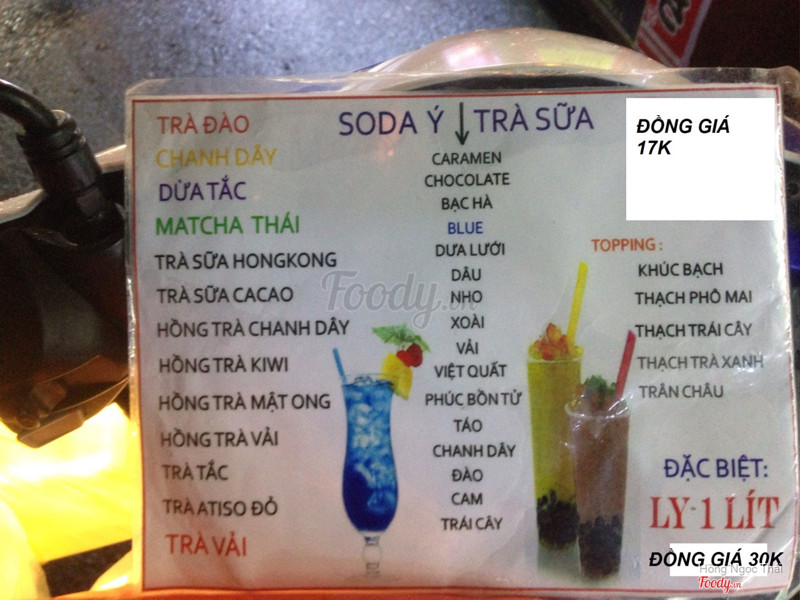 TRÀ ĐÀO
CHANH DÂY
DỪA TẮC
MATCHA THÁI
TRÀ SỮA HONGKONG
TRÀ SỮA CACAO
HỒNG TRÀ CHANH DÂY
HỒNG TRÀ KIWI
HỒNG TRÀ MẬT ONG
HỒNG TRÀ VẢI
TRÀ TẮC
TRÀ ATISO ĐỎ
TRÀ VẢI
SODA Ý ↓ TRÀ SỮA
CARAMEN
CHOCOLATE
BẠC HÀ
BLUE
DƯA LƯỚI
DÂU
NHO
XOÀI
VẢI
VIỆT QUẤT
PHÚC BỒN TỬ
TÁO
CHANH DÂY
ĐÀO
CAM
TRÁI CÂY
ĐỒNG GIÁ
17K
TOPPING :
KHÚC BẠCH
THẠCH PHÔ MAI
THẠCH TRÁI CÂY
THẠCH TRÀ XANH
TRÂN CHÂU
ĐẶC BIỆT:
LY-1 LÍT
ĐỒNG GIÁ 30K
Foody.vn
Hong Ngoc Thai
Foody.vn